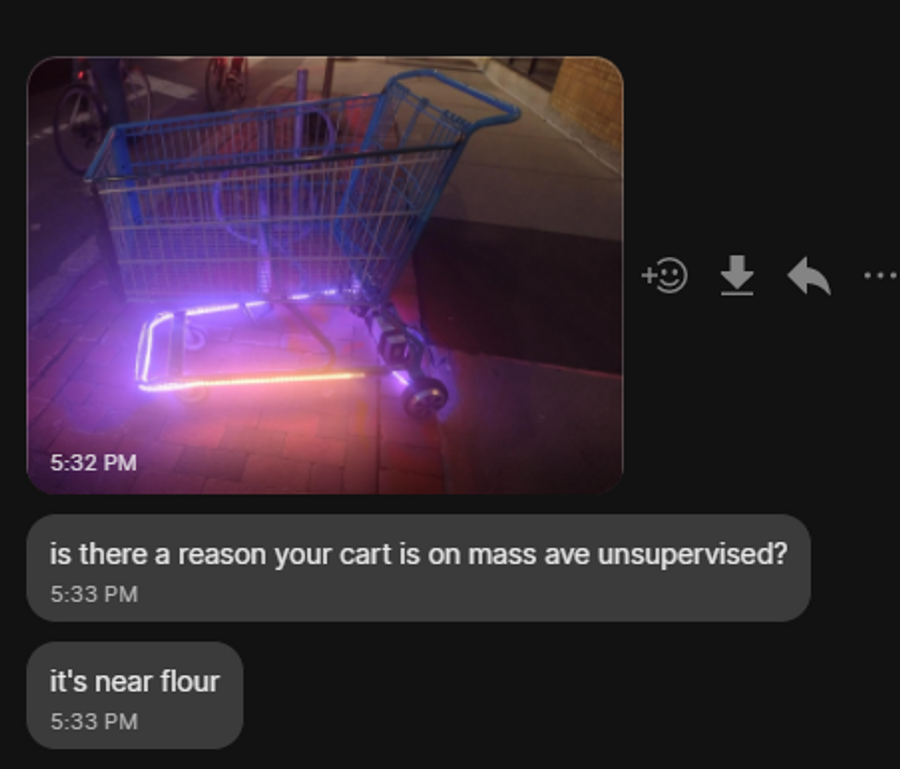 5:32 PM
is there a reason your cart is on mass ave unsupervised?
5:33 PM
it's near flour
5:33 PM